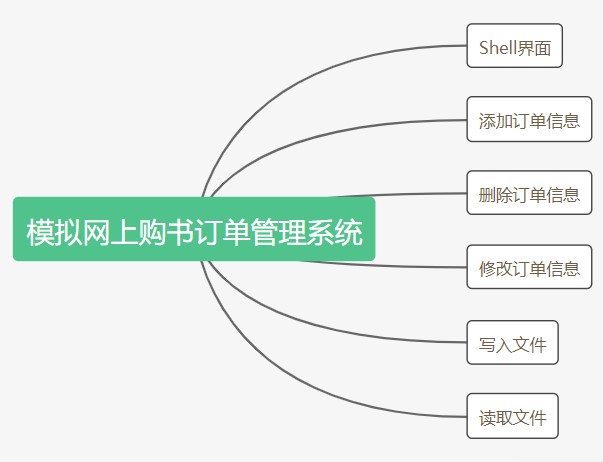 模拟网上购书订单管理系统
Shell界面
添加订单信息
删除订单信息
修改订单信息
写入文件
读取文件